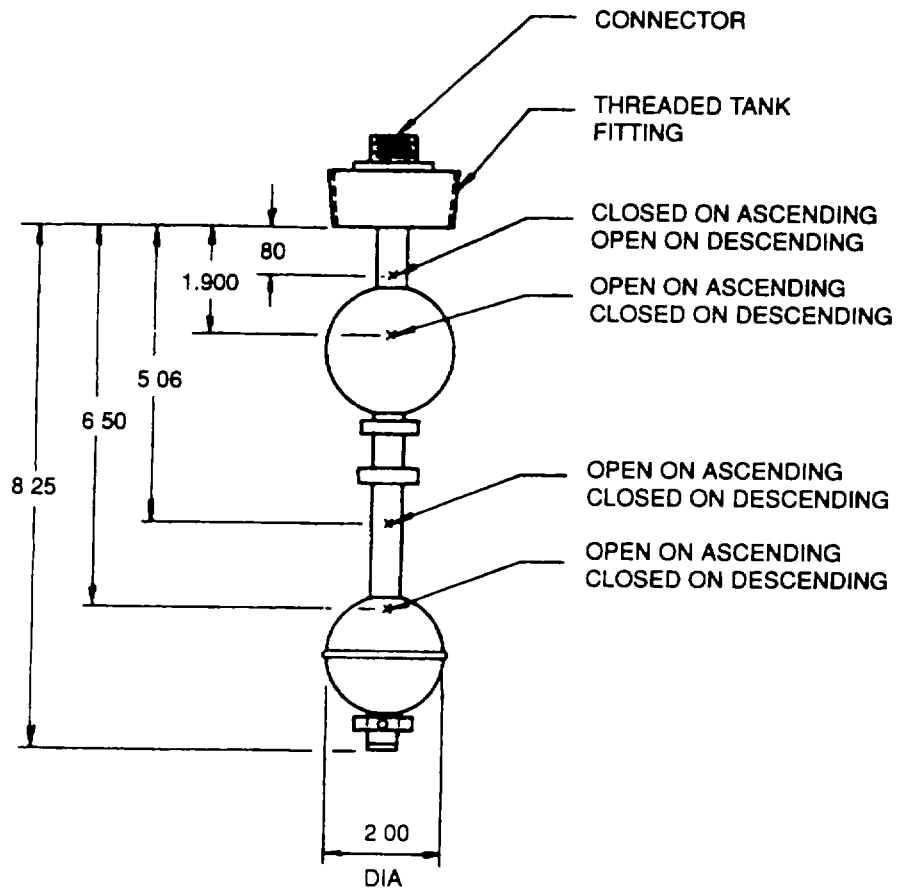 CONNECTOR
THREADED TANK
FITTING
CLOSED ON ASCENDING
OPEN ON DESCENDING
80
1.900
OPEN ON ASCENDING
CLOSED ON DESCENDING
5 06
6 50
8 25
OPEN ON ASCENDING
CLOSED ON DESCENDING
OPEN ON ASCENDING
CLOSED ON DESCENDING
2 00
DIA